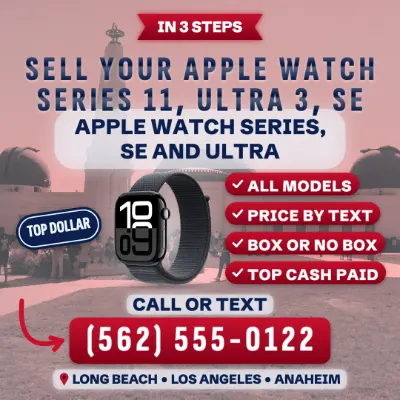 IN 3 STEPS
SELL YOUR APPLE WATCH
SERIES 11, ULTRA 3, SE
APPLE WATCH SERIES,
SE AND ULTRA
ALL MODELS
PRICE BY TEXT
BOX OR NO BOX
TOP CASH PAID
TOP DOLLAR
10
09
CALL OR TEXT
(562) 555-0122
LONG BEACH • LOS ANGELES • ANAHEIM